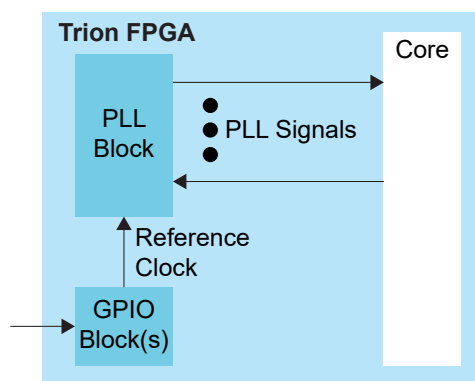 Trion FPGA
Core
PLL
Block
PLL Signals
Reference
Clock
GPIO
Block(s)